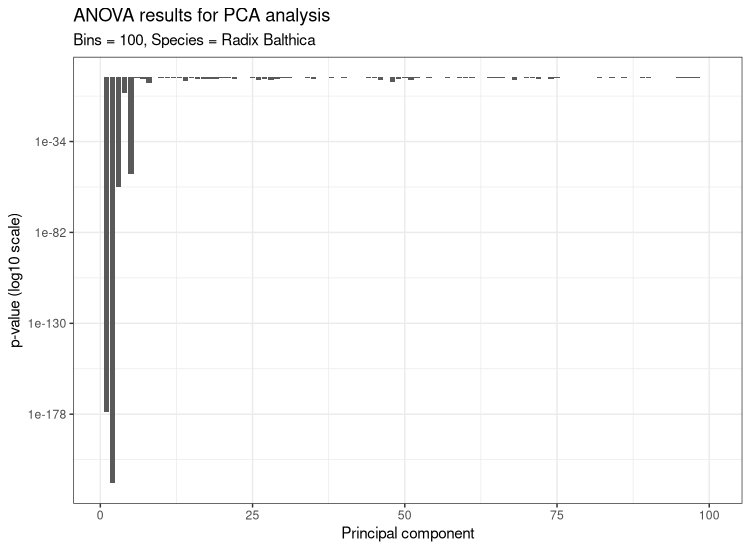 ANOVA results for PCA analysis
Bins = 100, Species = Radix Balthica
p-value (log10 scale)
1e-34
1e-82
1e-130
1e-178
0 25 50 75 100
Principal component